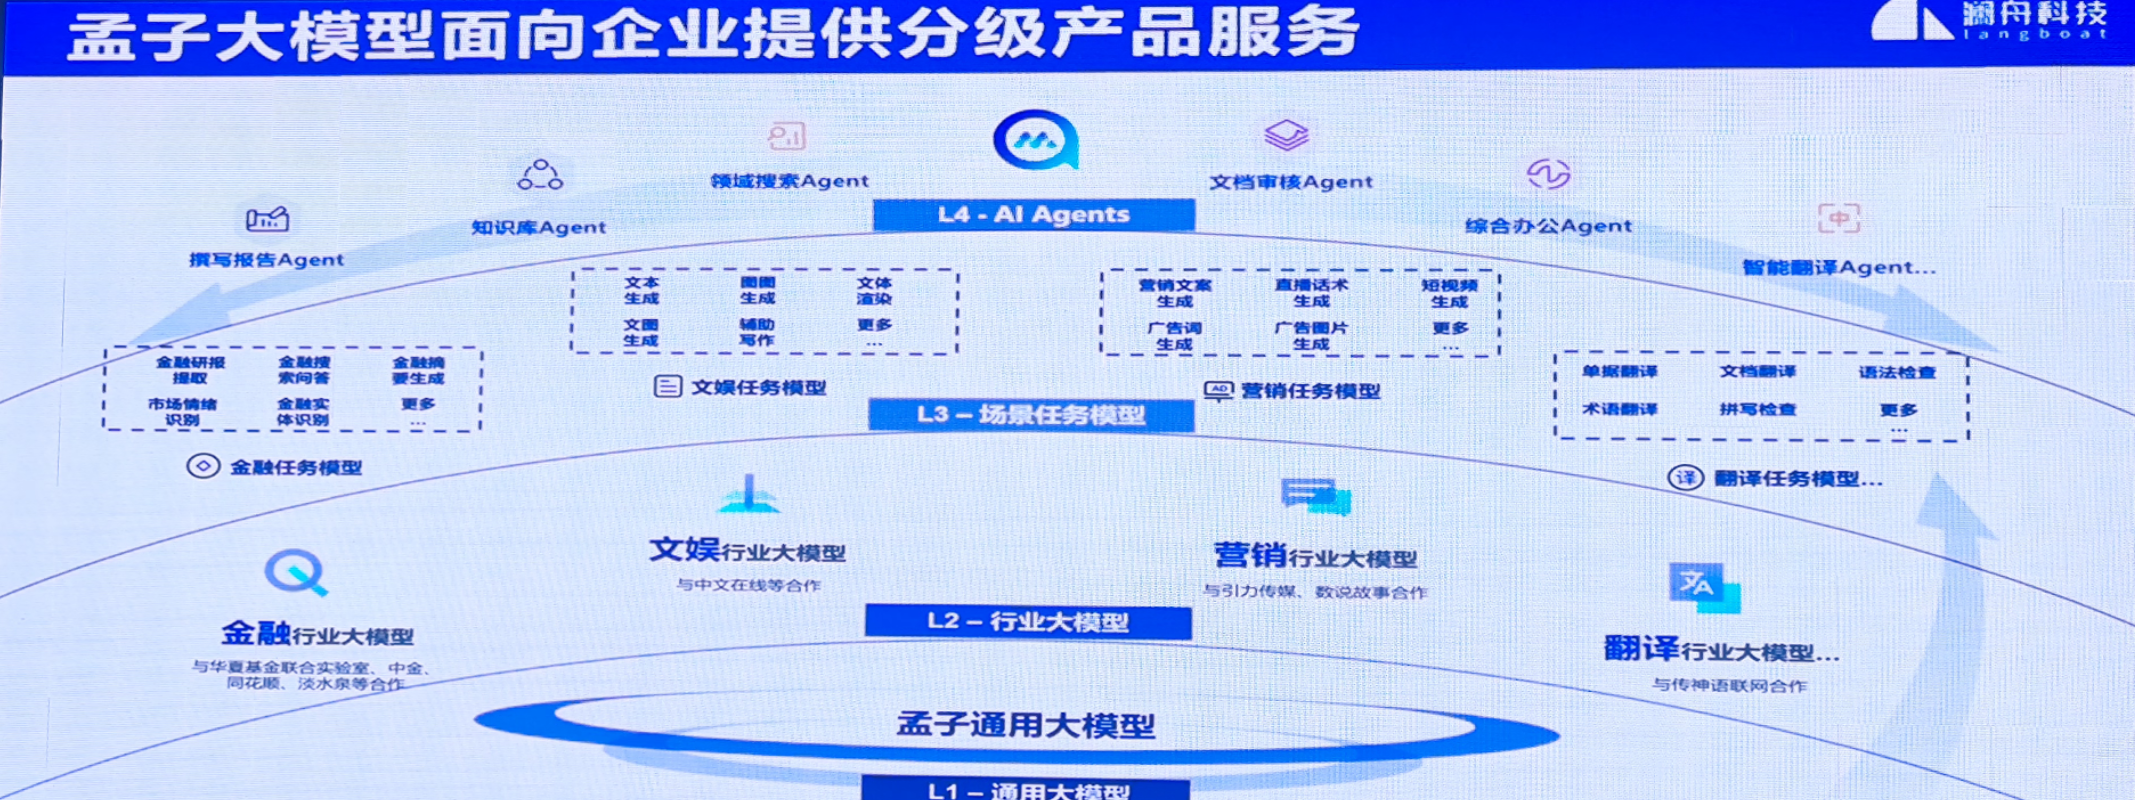 孟子大模型面向企业提供分级产品服务
澜舟科技
langboat
领域搜索Agent
文档审核Agent
L4 - AI Agents
知识库Agent
综合办公Agent
撰写报告Agent
智能翻译Agent...
文本
生成
图图
生成
文体
渲染
文图
生成
辅助
写作
更多
...
文娱任务模型
营销文案
生成
直播话术
生成
短视频
生成
广告词
生成
广告图片
生成
更多
...
营销任务模型
金融研报
提取
金融搜
索问答
金融摘
要生成
市场情绪
识别
金融实
体识别
更多
...
金融任务模型
单据翻译
文档翻译
语法检查
术语翻译
拼写检查
更多
...
译
翻译任务模型...
AD
L3 – 场景任务模型
文娱行业大模型
与中文在线等合作
营销行业大模型
与引力传媒、数说故事合作
金融行业大模型
与华夏基金联合实验室、中金、
同花顺、淡水泉等合作
文A
翻译行业大模型...
与传神语联网合作
L2 – 行业大模型
孟子通用大模型
L1 – 通用大模型